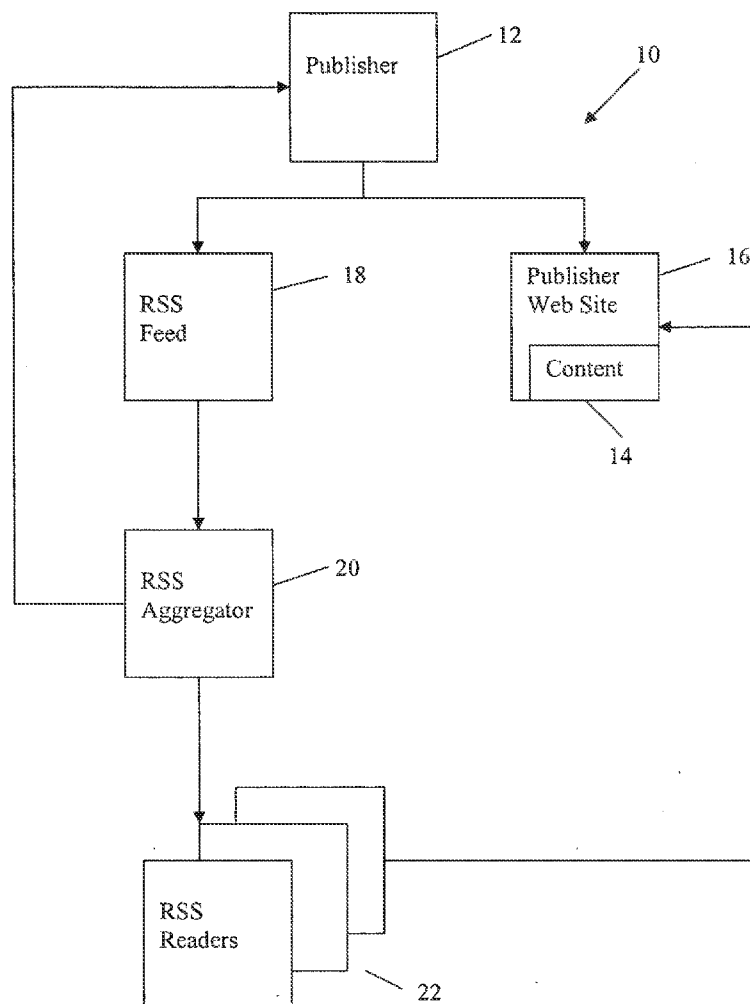 12
Publisher
10
18
RSS
Feed
16
Publisher
Web Site
Content
14
20
RSS
Aggregator
RSS
Readers
22